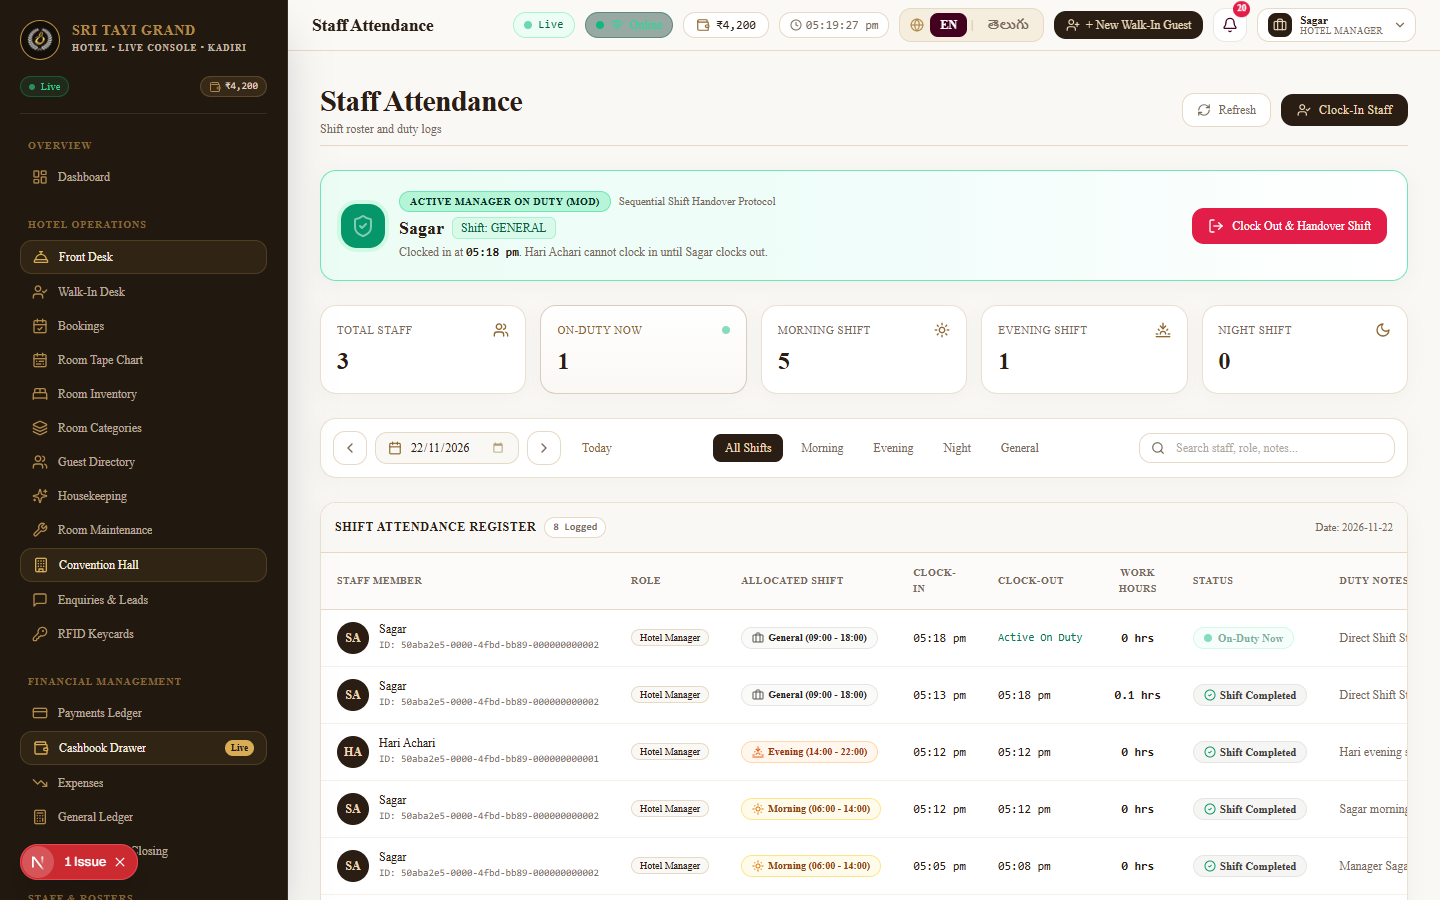 SRI TAYI GRAND
HOTEL • LIVE CONSOLE • KADIRI
Live
₹4,200
OVERVIEW
Dashboard
HOTEL OPERATIONS
Front Desk
Walk-In Desk
Bookings
Room Tape Chart
Room Inventory
Room Categories
Guest Directory
Housekeeping
Room Maintenance
Convention Hall
Enquiries & Leads
RFID Keycards
FINANCIAL MANAGEMENT
Payments Ledger
Cashbook Drawer
Live
Expenses
General Ledger
Closing
N 1 Issue
STAFF & ROSTERS
Staff Attendance
Live
Online
₹4,200
05:19:27 pm
EN
తెలుగు
+ New Walk-In Guest
20
Sagar
HOTEL MANAGER
Staff Attendance
Shift roster and duty logs
Refresh
Clock-In Staff
ACTIVE MANAGER ON DUTY (MOD) Sequential Shift Handover Protocol
Sagar Shift: GENERAL
Clocked in at 05:18 pm. Hari Achari cannot clock in until Sagar clocks out.
Clock Out & Handover Shift
TOTAL STAFF
3
ON-DUTY NOW
1
MORNING SHIFT
5
EVENING SHIFT
1
NIGHT SHIFT
0
22/11/2026
Today
All Shifts Morning Evening Night General
Search staff, role, notes...
SHIFT ATTENDANCE REGISTER 8 Logged
Date: 2026-11-22
STAFF MEMBER ROLE ALLOCATED SHIFT CLOCK-IN CLOCK-OUT WORK HOURS STATUS DUTY NOTES
SA Sagar Hotel Manager General (09:00 - 18:00) 05:18 pm Active On Duty 0 hrs On-Duty Now Direct Shift S
ID: 50aba2e5-0000-4fbd-bb89-000000000002
SA Sagar Hotel Manager General (09:00 - 18:00) 05:13 pm 05:18 pm 0.1 hrs Shift Completed Direct Shift S
ID: 50aba2e5-0000-4fbd-bb89-000000000002
HA Hari Achari Hotel Manager Evening (14:00 - 22:00) 05:12 pm 05:12 pm 0 hrs Shift Completed Hari evening
ID: 50aba2e5-0000-4fbd-bb89-000000000001
SA Sagar Hotel Manager Morning (06:00 - 14:00) 05:12 pm 05:12 pm 0 hrs Shift Completed Sagar morning
ID: 50aba2e5-0000-4fbd-bb89-000000000002
SA Sagar Hotel Manager Morning (06:00 - 14:00) 05:05 pm 05:08 pm 0 hrs Shift Completed Manager Saga
ID: 50aba2e5-0000-4fbd-bb89-000000000002